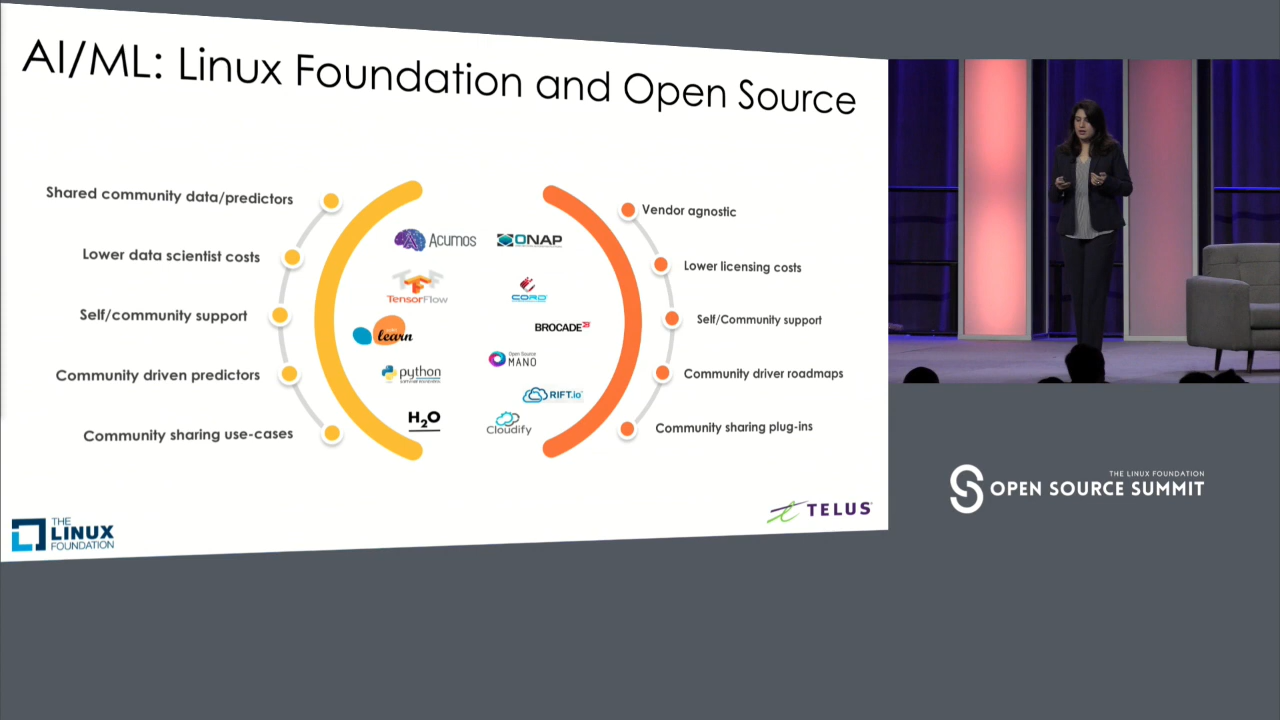 AI/ML: Linux Foundation and Open Source
Shared community data/predictors
Lower data scientist costs
Self/community support
Community driven predictors
Community sharing use-cases
Acumos
ONAP
TensorFlow
CORD
learn
BROCADE
Open Source
MANO
python
RIFT.io
H2O
Cloudify
Vendor agnostic
Lower licensing costs
Self/Community support
Community driver roadmaps
Community sharing plug-ins
THE
LINUX
FOUNDATION
TELUS
THE LINUX FOUNDATION
OPEN SOURCE SUMMIT